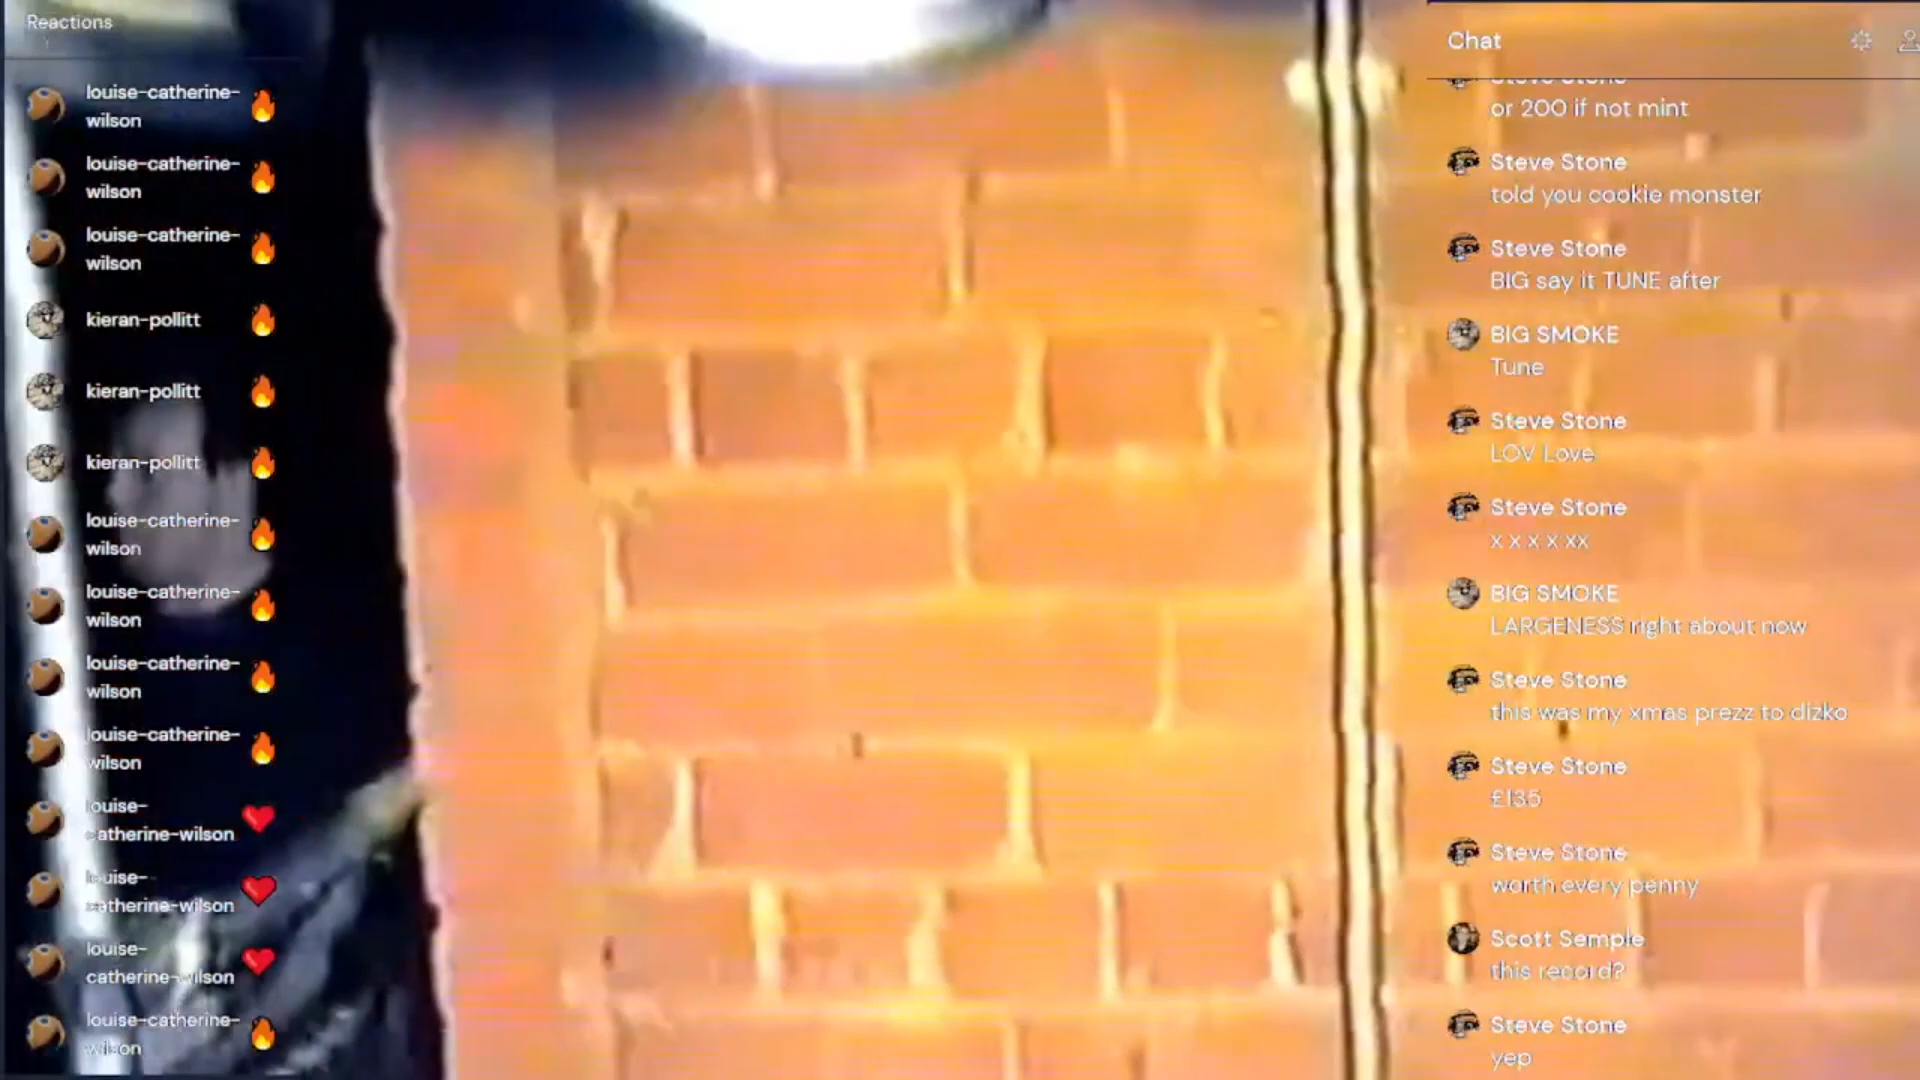 Reactions
louise-catherine-
wilson
louise-catherine-
wilson
louise-catherine-
wilson
kieran-pollitt
kieran-pollitt
kieran-pollitt
louise-catherine-
wilson
louise-catherine-
wilson
louise-catherine-
wilson
louise-catherine-
wilson
louise-
catherine-wilson
louise-
catherine-wilson
louise-
catherine-wilson
louise-catherine-
wilson
Chat
Steve Stone
or 200 if not mint
Steve Stone
told you cookie monster
Steve Stone
BIG say it TUNE after
BIG SMOKE
Tune
Steve Stone
LOV Love
Steve Stone
x x x x xx
BIG SMOKE
LARGENESS right about now
Steve Stone
this was my xmas prezz to dizko
Steve Stone
£135
Steve Stone
worth every penny
Scott Semple
this record?
Steve Stone
yep